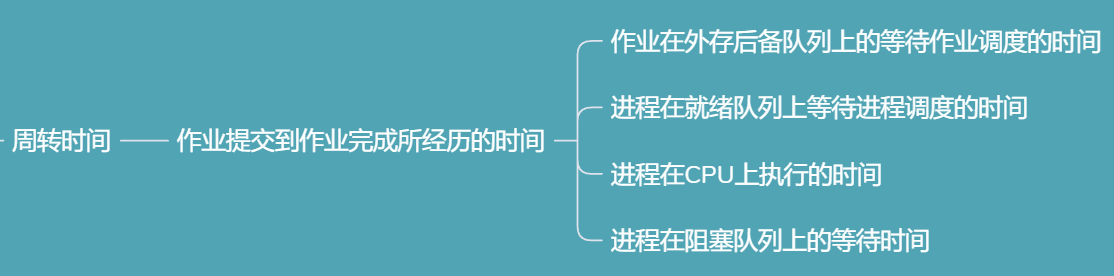 周转时间
作业提交到作业完成所经历的时间
作业在外存后备队列上的等待作业调度的时间
进程在就绪队列上等待进程调度的时间
进程在CPU上执行的时间
进程在阻塞队列上的等待时间